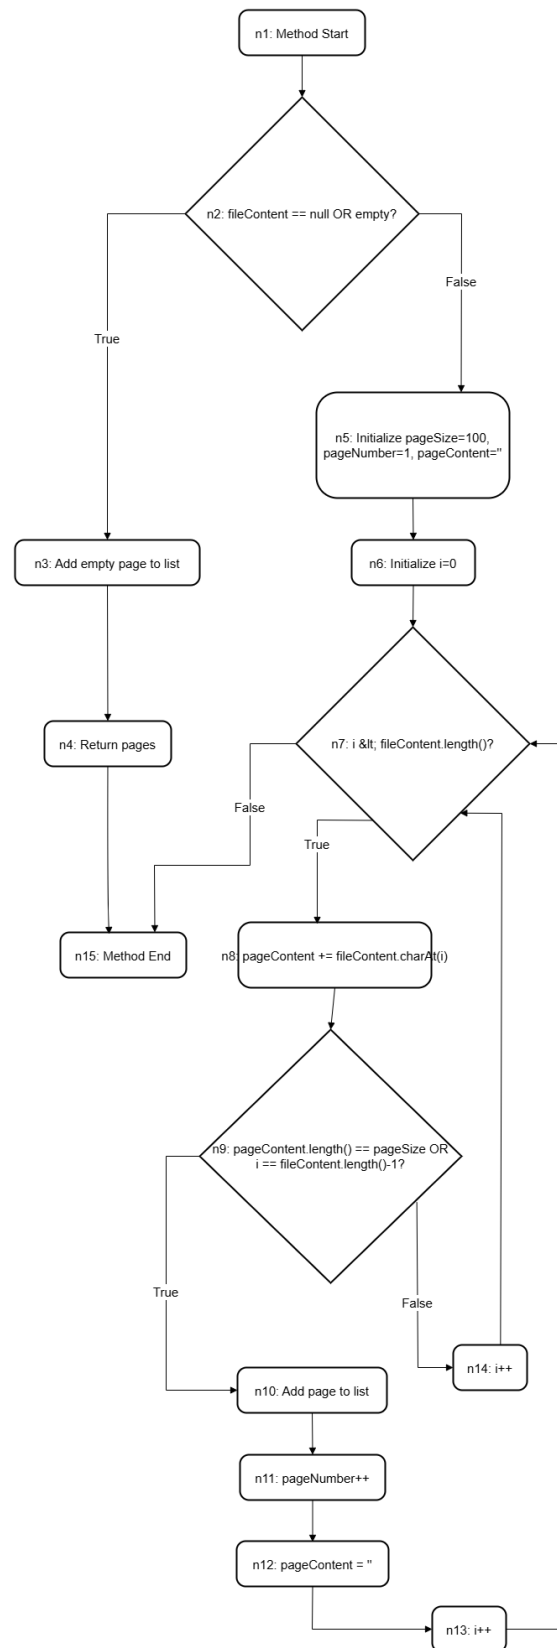 n1: Method Start
n2: fileContent == null OR empty?
False
True
n5: Initialize pageSize=100,
pageNumber=1, pageContent=''
n3: Add empty page to list
n6: Initialize i=0
n4: Return pages
n7: i &lt; fileContent.length()?
False
True
n15: Method End
n8: pageContent += fileContent.charAt(i)
n9: pageContent.length() == pageSize OR
i == fileContent.length()-1?
True
False
n14: i++
n10: Add page to list
n11: pageNumber++
n12: pageContent = ''
n13: i++